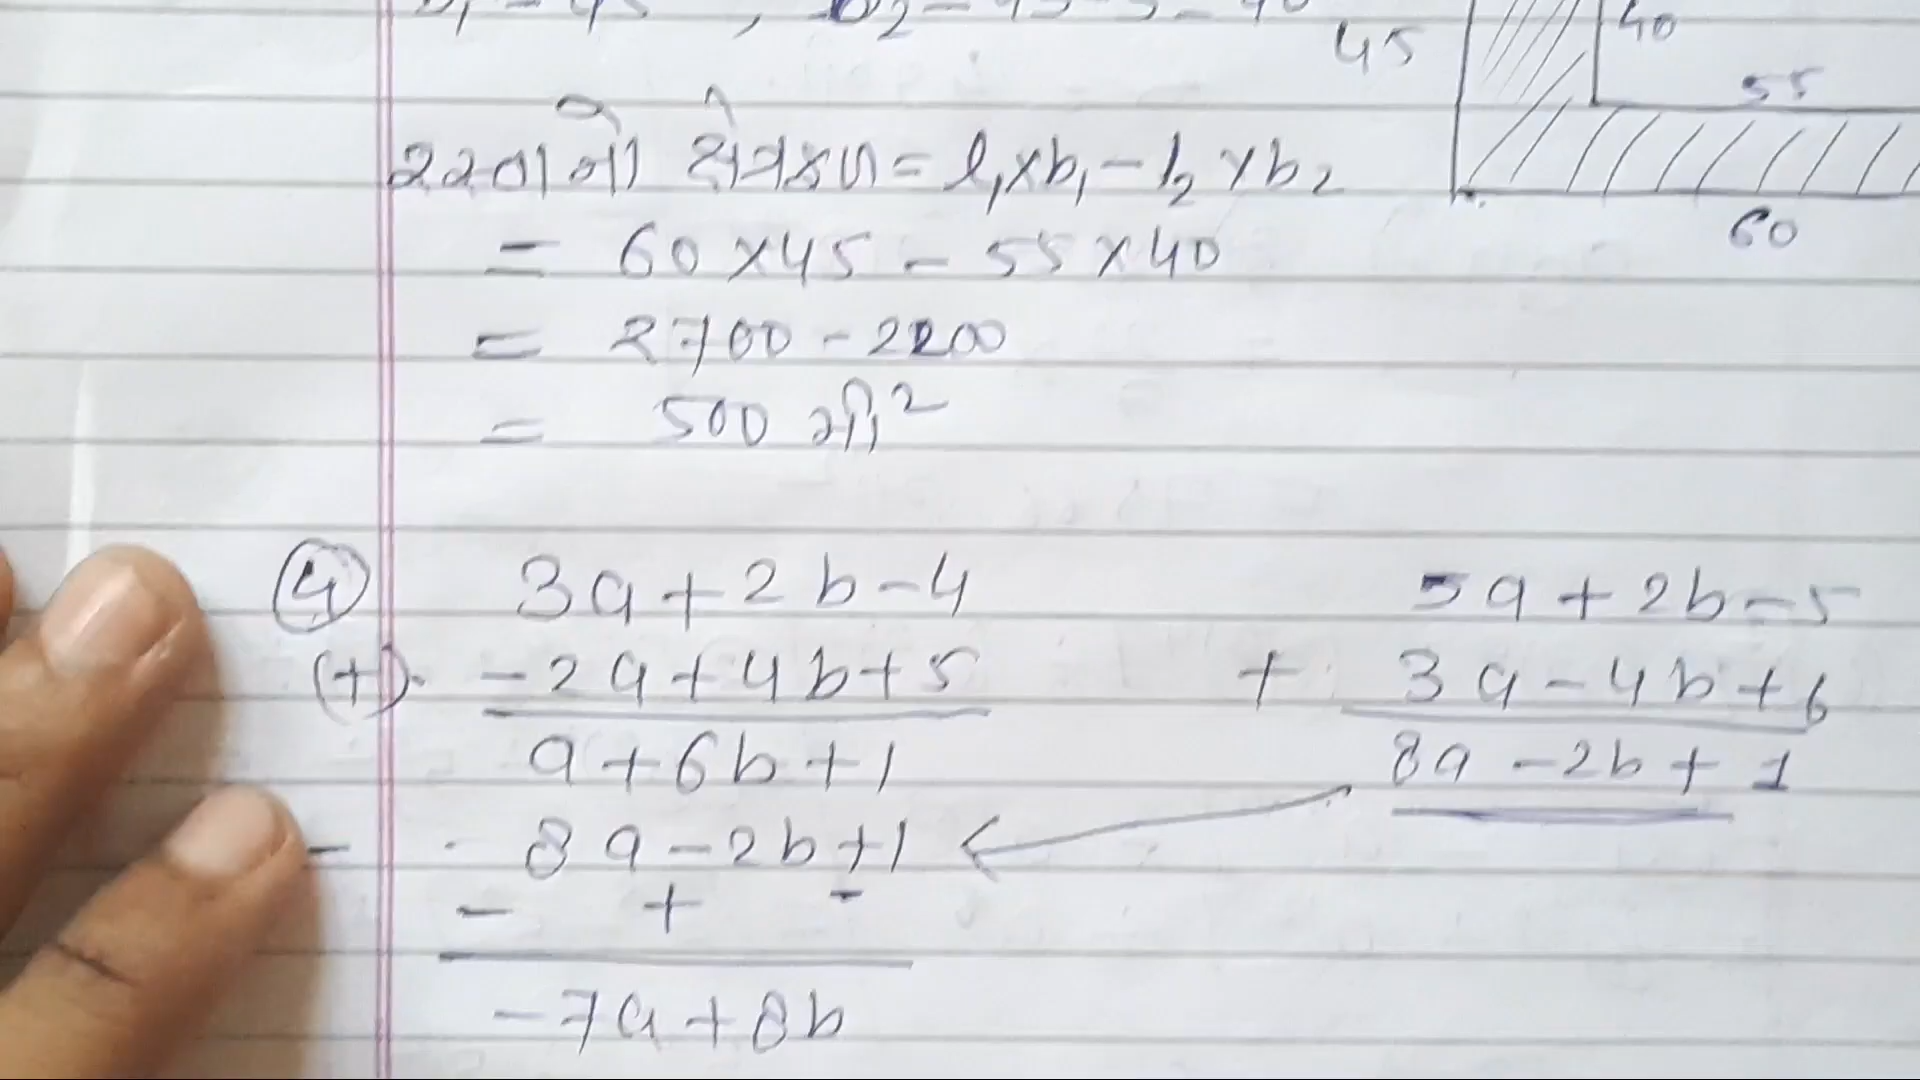 45
40
55
રસ્તાનો ક્ષેત્રફળ = l₁×b₁ - l₂×b₂
60
= 60×45 - 55×40
= 2700 - 2200
= 500 મી²
④ 3a+2b-4
(+) -2a+4b+5
a+6b+1
- 8a-2b+1
- + -
-7a+8b
5a+2b-5
+ 3a-4b+6
8a-2b+1